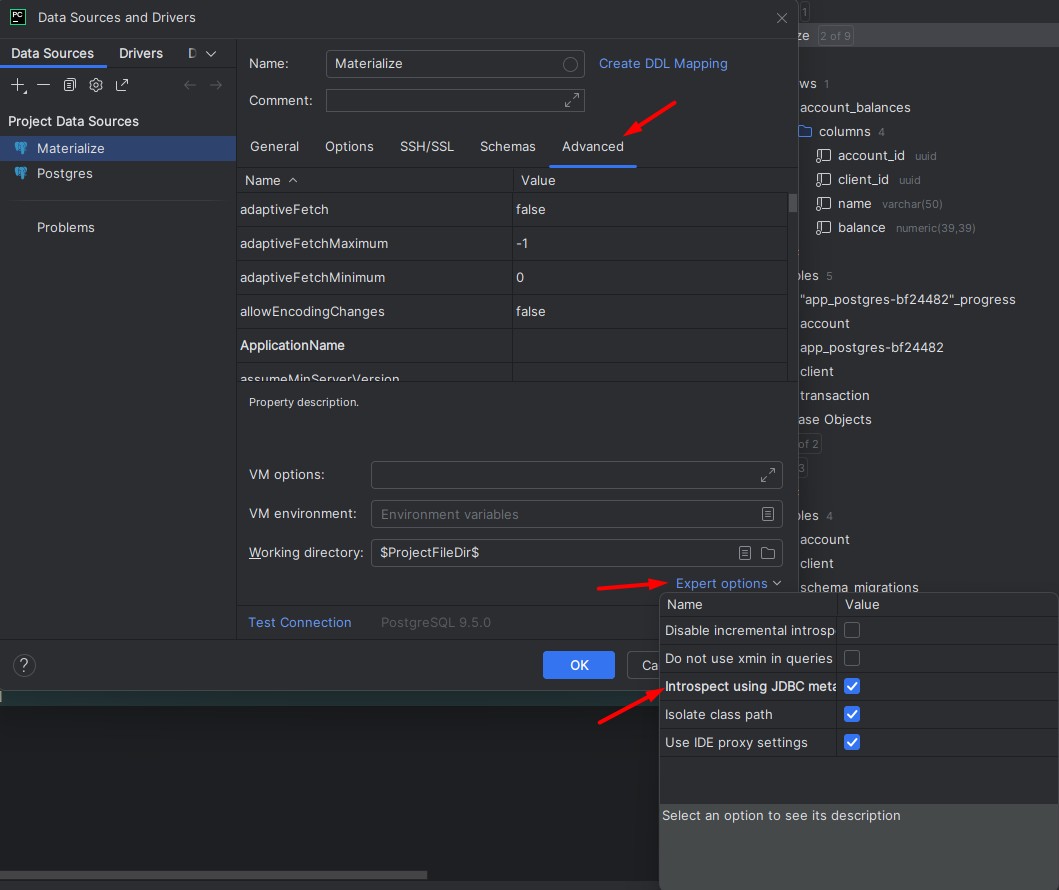 PC
Data Sources and Drivers
Data Sources
Drivers
D
Project Data Sources
Materialize
Postgres
Problems
Name:
Materialize
Create DDL Mapping
Comment:
General
Options
SSH/SSL
Schemas
Advanced
Name
Value
adaptiveFetch
false
adaptiveFetchMaximum
-1
adaptiveFetchMinimum
0
allowEncodingChanges
false
ApplicationName
assumeMinServerVersion
Property description.
VM options:
VM environment:
Environment variables
Working directory:
$ProjectFileDir$
Expert options
Test Connection
PostgreSQL 9.5.0
?
OK
Ca
Name
Value
Disable incremental introsp
Do not use xmin in queries
Introspect using JDBC meta
Isolate class path
Use IDE proxy settings
Select an option to see its description
1
ze 2 of 9
ws 1
account_balances
columns 4
account_id uuid
client_id uuid
name varchar(50)
balance numeric(39,39)
bles 5
"app_postgres-bf24482"_progress
account
app_postgres-bf24482
client
transaction
ase Objects
of 2
3
bles 4
account
client
schema_migrations